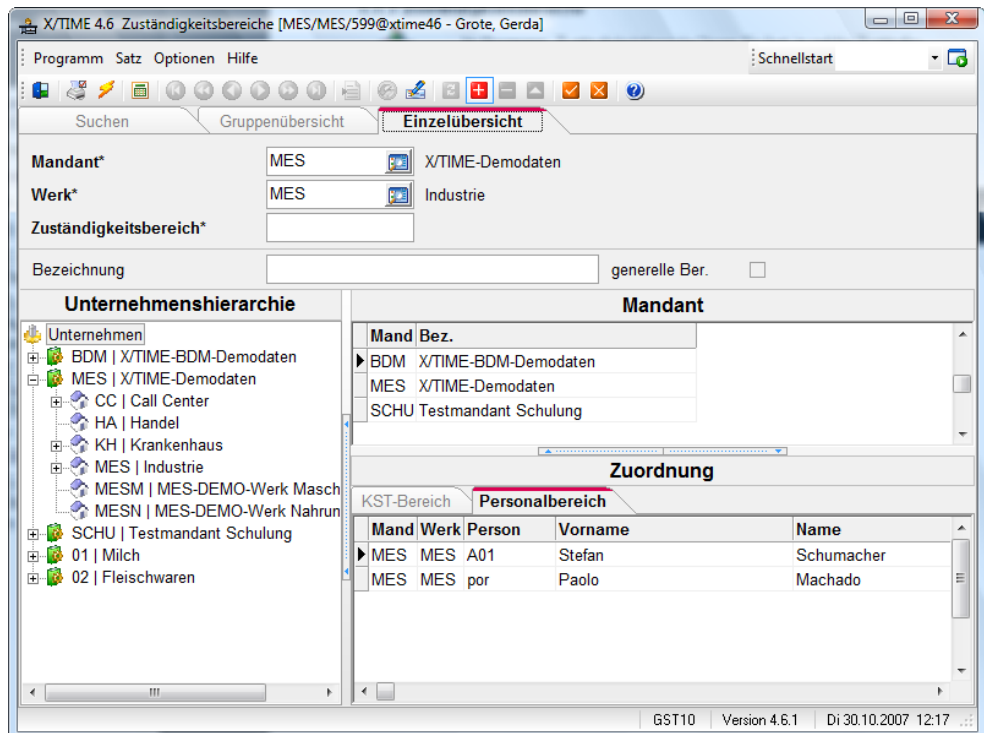 X/TIME 4.6 Zuständigkeitsbereiche [MES/MES/599@xtime46 - Grote, Gerda]
Programm Satz Optionen Hilfe Schnellstart
Suchen Gruppenübersicht Einzelübersicht
Mandant* MES X/TIME-Demodaten
Werk* MES Industrie
Zuständigkeitsbereich*
Bezeichnung generelle Ber.
Unternehmenshierarchie
Unternehmen
BDM | X/TIME-BDM-Demodaten
MES | X/TIME-Demodaten
CC | Call Center
HA | Handel
KH | Krankenhaus
MES | Industrie
MESM | MES-DEMO-Werk Masch
MESN | MES-DEMO-Werk Nahrun
SCHU | Testmandant Schulung
01 | Milch
02 | Fleischwaren
Mandant
Mand Bez.
BDM X/TIME-BDM-Demodaten
MES X/TIME-Demodaten
SCHU Testmandant Schulung
Zuordnung
KST-Bereich Personalbereich
Mand Werk Person Vorname Name
MES MES A01 Stefan Schumacher
MES MES por Paolo Machado
GST10 Version 4.6.1 Di 30.10.2007 12:17